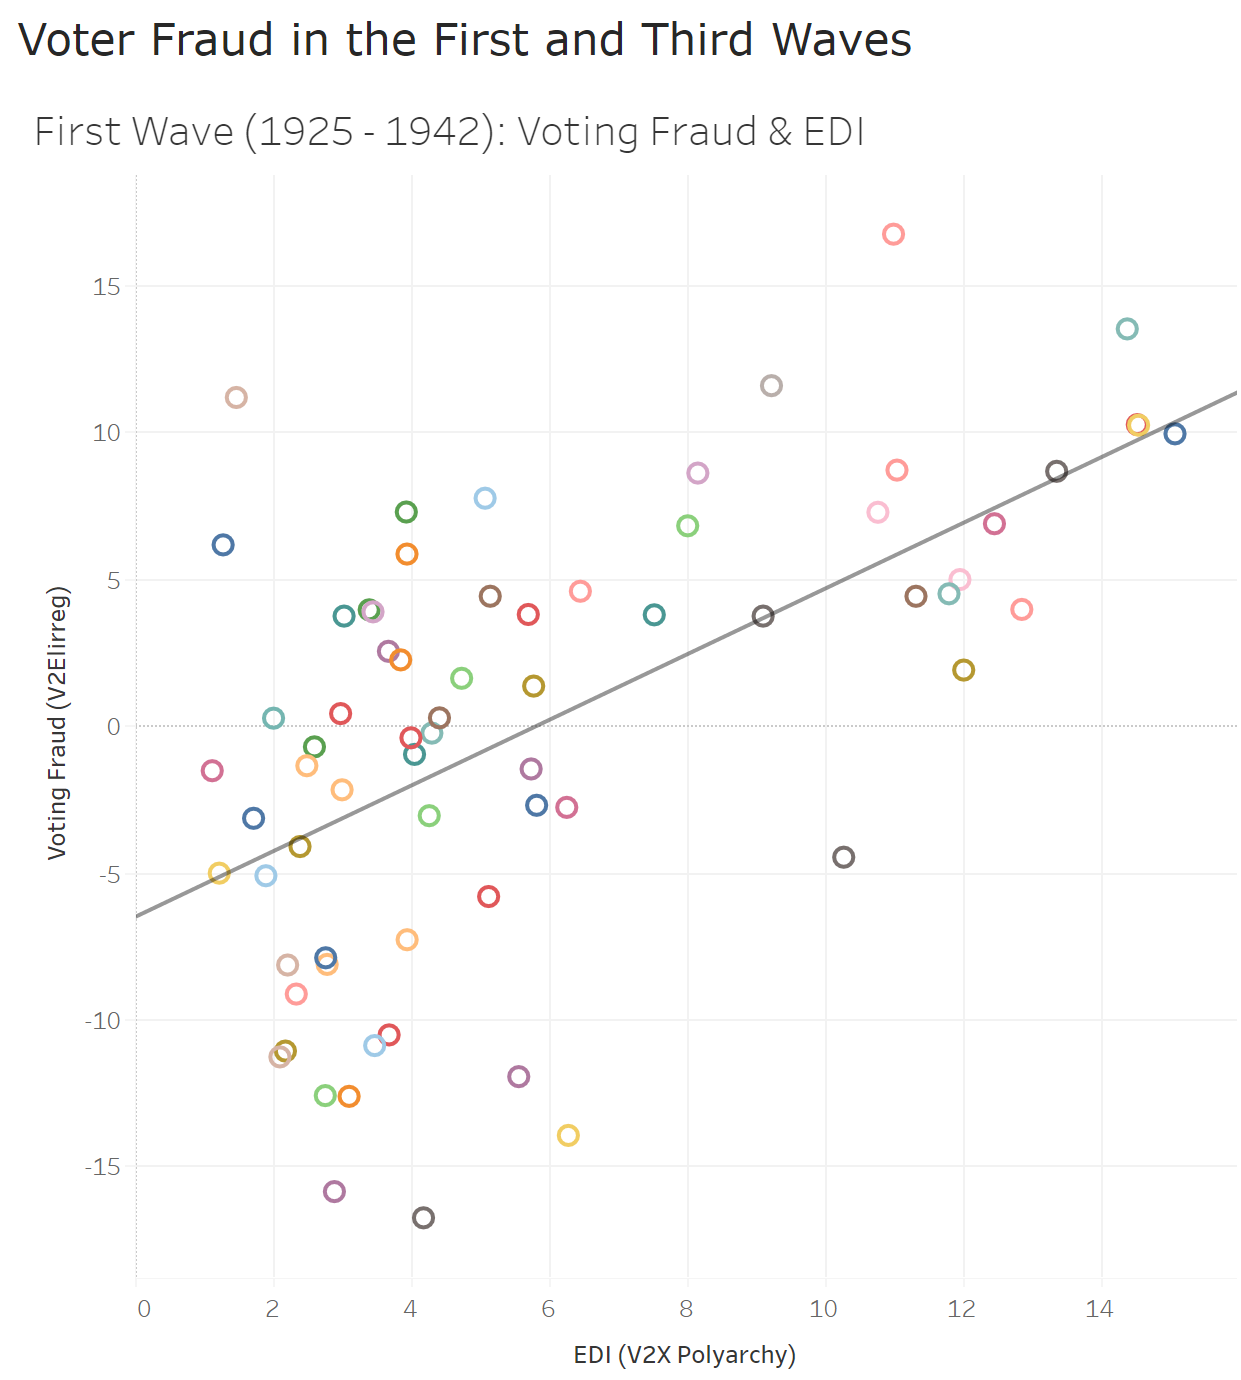 Voter Fraud in the First and Third Waves
First Wave (1925 - 1942): Voting Fraud & EDI
15
10
5
0
-5
-10
-15
Voting Fraud (V2Elirreg)
0 2 4 6 8 10 12 14
EDI (V2X Polyarchy)